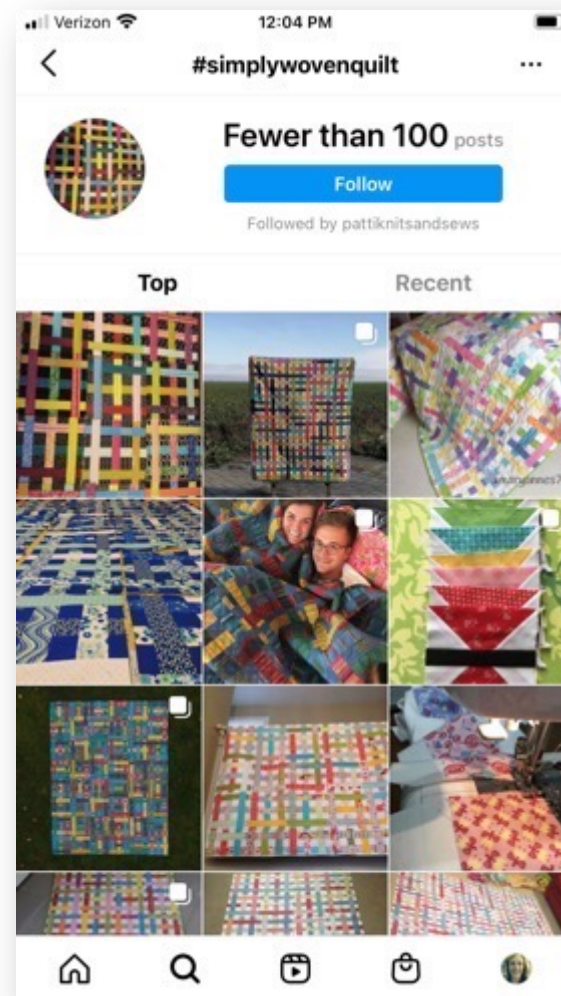 Verizon 12:04 PM
#simplywovenquilt
Fewer than 100 posts
Follow
Followed by pattiknitsandsews
Top Recent